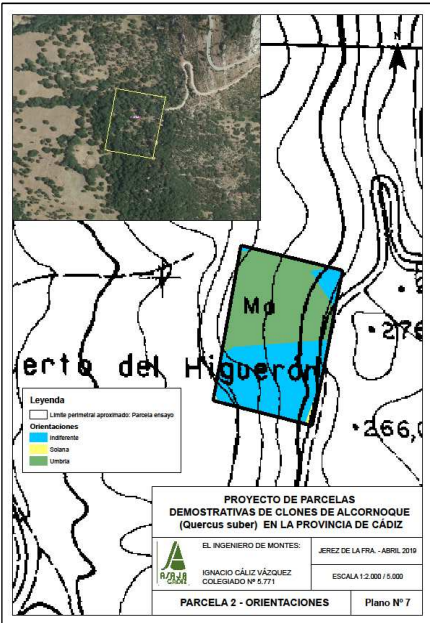 N
Ma
erto del Higuerón
276
266,0
Leyenda
Limite perimetral aproximado: Parcela ensayo
Orientaciones
Indiferente
Solana
Umbria
PROYECTO DE PARCELAS
DEMOSTRATIVAS DE CLONES DE ALCORNOQUE
(Quercus suber) EN LA PROVINCIA DE CÁDIZ
ASAJA
CÁDIZ
EL INGENIERO DE MONTES:
IGNACIO CÁLIZ VÁZQUEZ
COLEGIADO Nº 5.771
JEREZ DE LA FRA. - ABRIL 2019
ESCALA 1:2.000 / 5.000
PARCELA 2 - ORIENTACIONES
Plano Nº 7